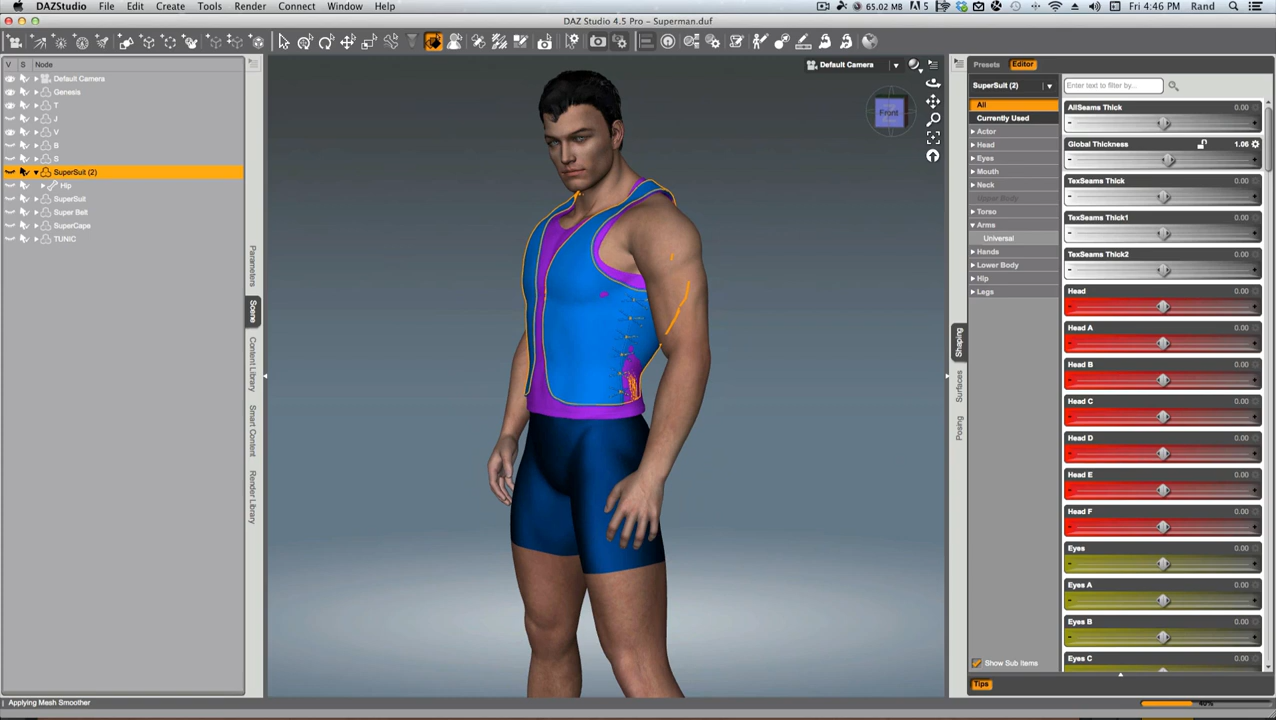 DAZStudio File Edit Create Tools Render Connect Window Help 65.02 MB 5 Fri 4:46 PM Rand
DAZ Studio 4.5 Pro - Superman.duf
V S Node
Default Camera
Genesis
T
J
V
B
S
SuperSuit (2)
Hip
SuperSuit
Super Belt
SuperCape
TUNIC
Parameters
Scene
Content Library
Smart Content
Render Library
Default Camera
Front
Shaping
Surfaces
Posing
Presets Editor
SuperSuit (2)
Enter text to filter by...
All
Currently Used
Actor
Head
Eyes
Mouth
Neck
Upper Body
Torso
Arms
Universal
Hands
Lower Body
Hip
Legs
AllSeams Thick 0.00
Global Thickness 1.06
TexSeams Thick 0.00
TexSeams Thick1 0.00
TexSeams Thick2 0.00
Head 0.00
Head A 0.00
Head B 0.00
Head C 0.00
Head D 0.00
Head E 0.00
Head F 0.00
Eyes 0.00
Eyes A 0.00
Eyes B 0.00
Eyes C 0.00
Show Sub Items
Tips
Applying Mesh Smoother
40%